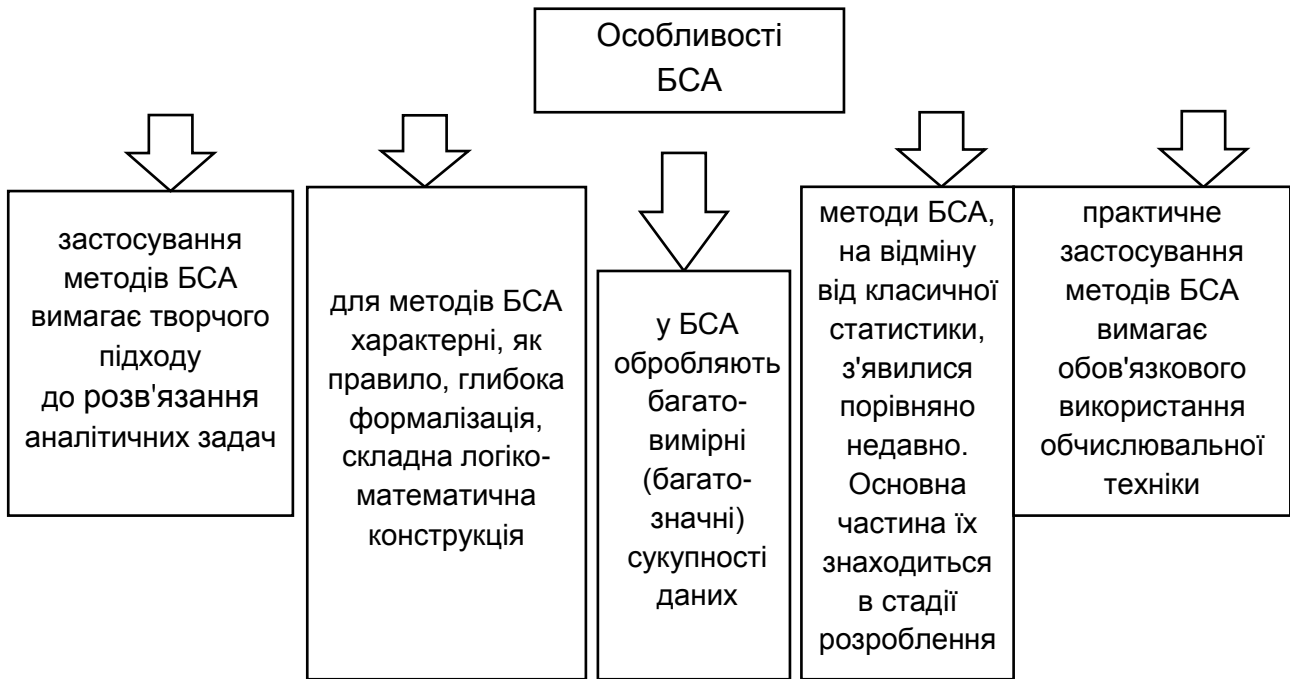 Особливості
БСА
застосування
методів БСА
вимагає творчого
підходу
до розв'язання
аналітичних задач
для методів БСА
характерні, як
правило, глибока
формалізація,
складна логіко-
математична
конструкція
у БСА
обробляють
багато-
вимірні
(багато-
значні)
сукупності
даних
методи БСА,
на відміну
від класичної
статистики,
з'явилися
порівняно
недавно.
Основна
частина їх
знаходиться
в стадії
розроблення
практичне
застосування
методів БСА
вимагає
обов'язкового
використання
обчислювальної
техніки